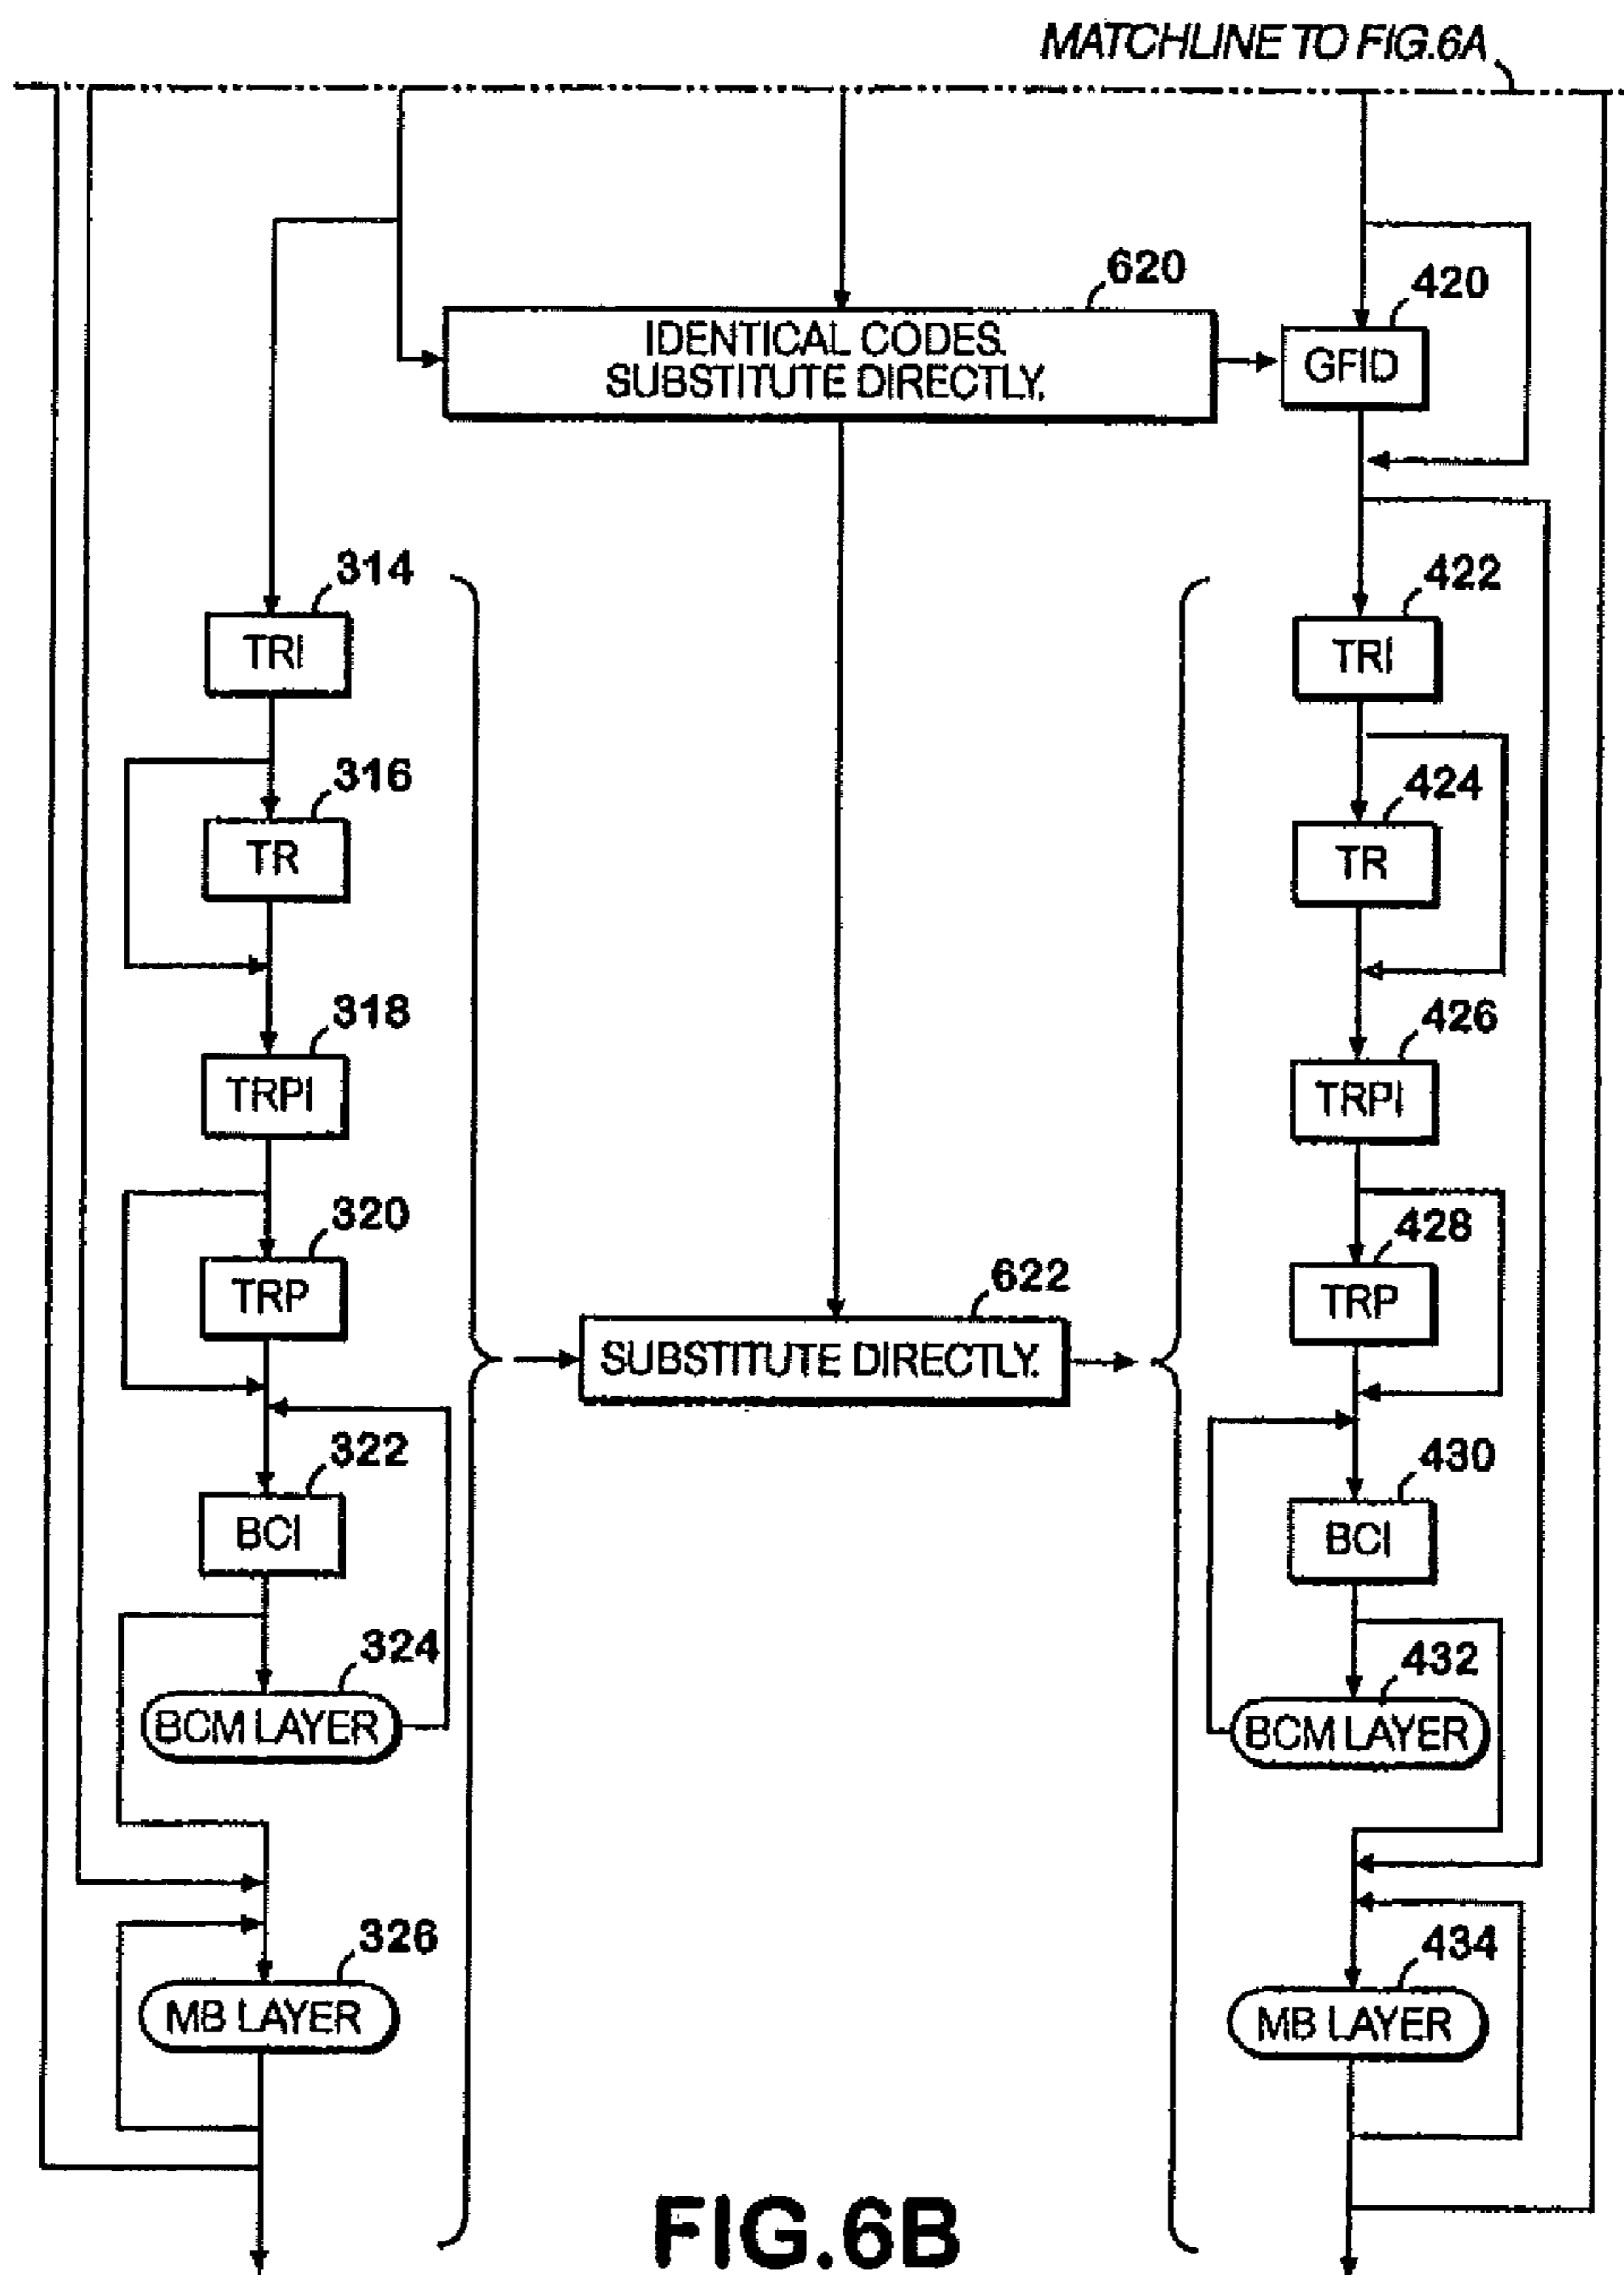 MATCHLINE TO FIG.6A
620
420
IDENTICAL CODES.
SUBSTITUTE DIRECTLY.
GFID
314
422
TRI
TRI
316
424
TR
TR
318
426
TRPI
TRPI
320
428
TRP
TRP
622
SUBSTITUTE DIRECTLY.
322
430
BCI
BCI
324
432
BCM LAYER
BCM LAYER
326
434
MB LAYER
MB LAYER
FIG.6B